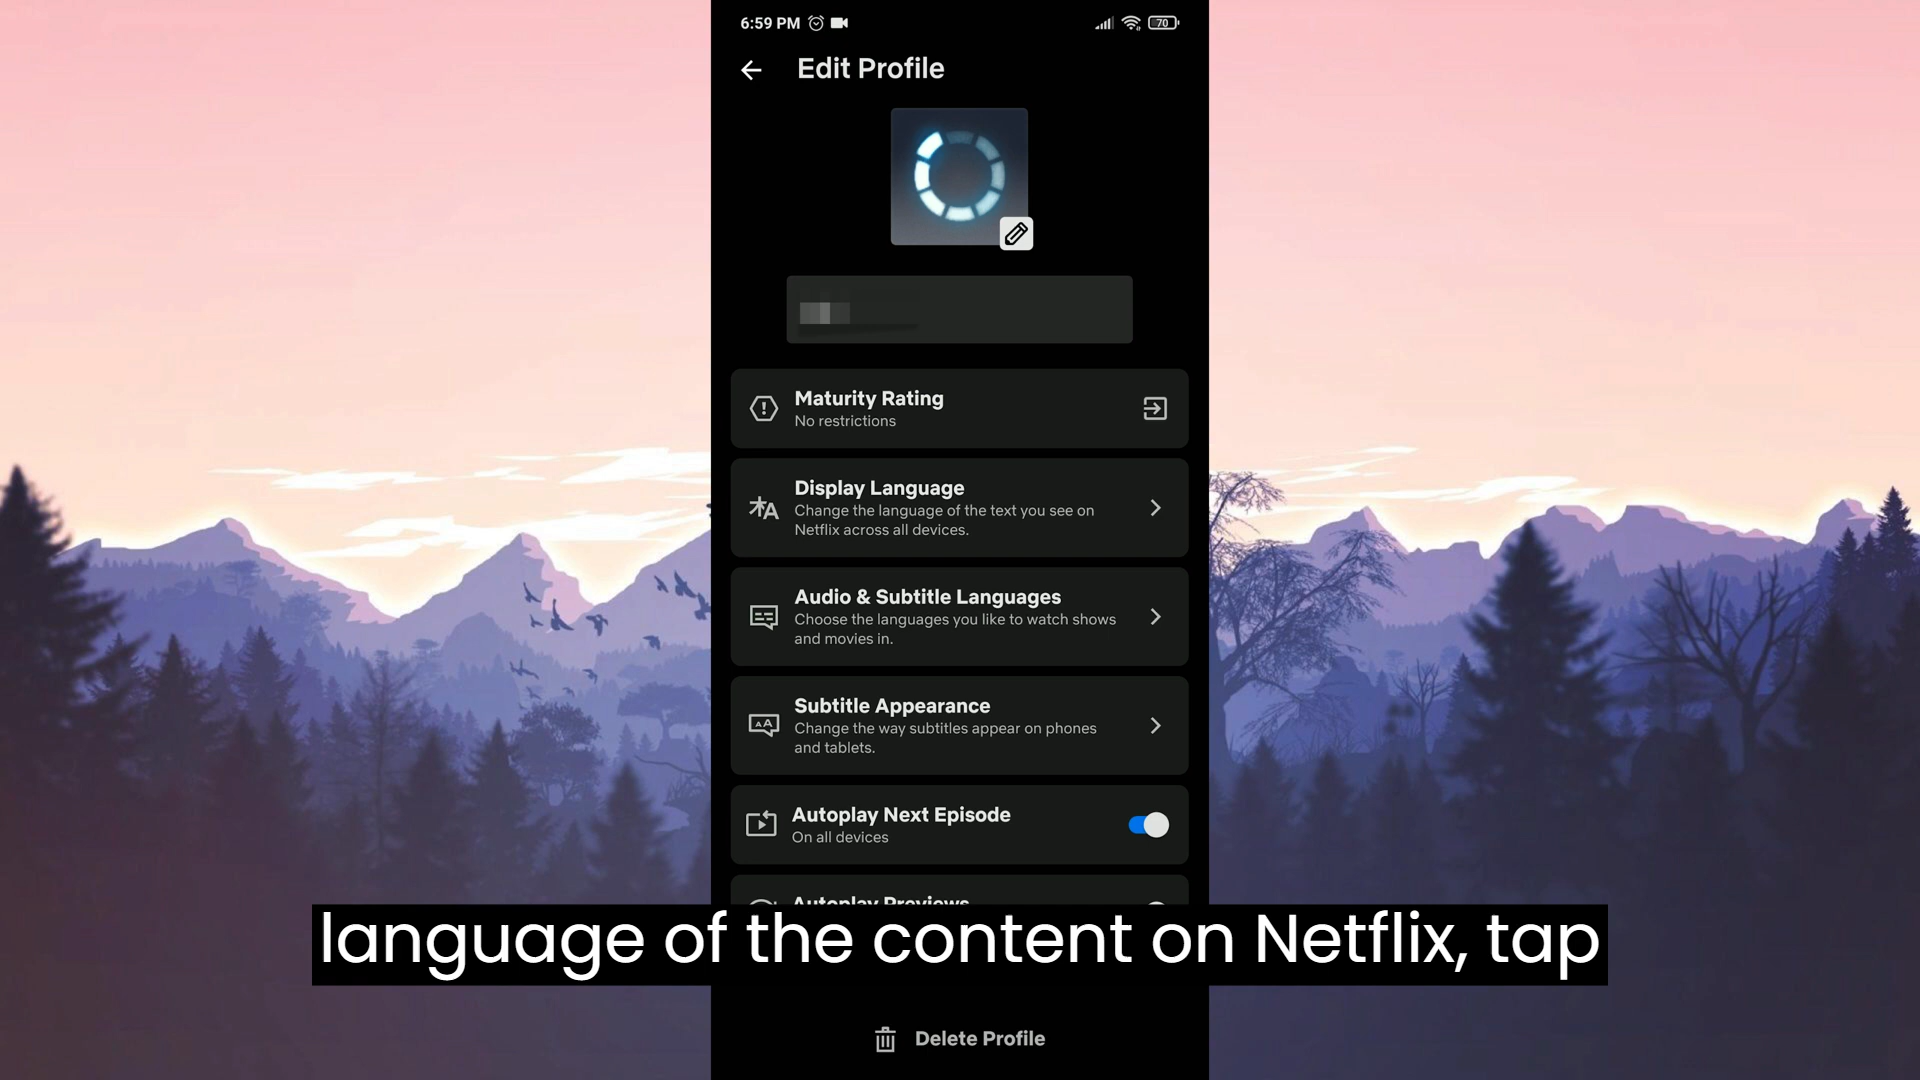 6:59 PM
70
Edit Profile
Maturity Rating
No restrictions
Display Language
Change the language of the text you see on
Netflix across all devices.
Audio & Subtitle Languages
Choose the languages you like to watch shows
and movies in.
Subtitle Appearance
Change the way subtitles appear on phones
and tablets.
Autoplay Next Episode
On all devices
Autoplay Previews
language of the content on Netflix, tap
Delete Profile